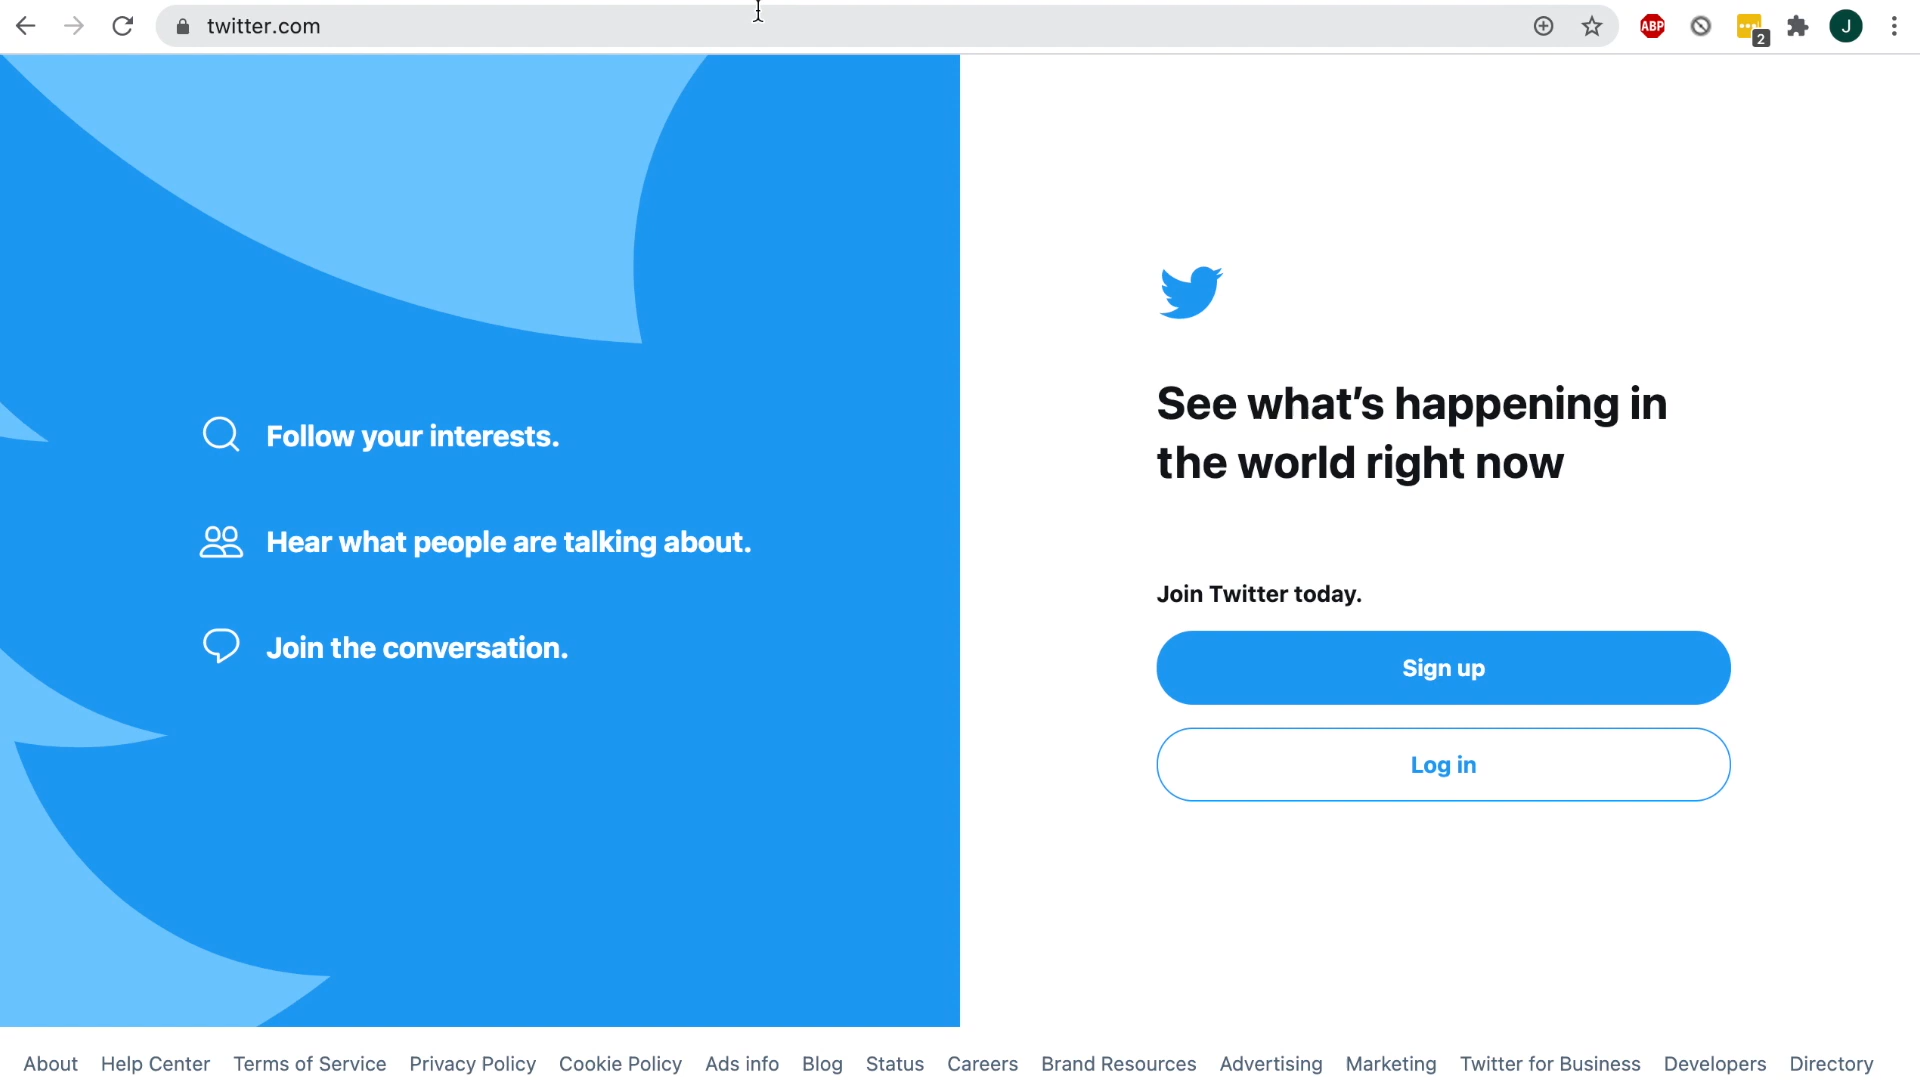 twitter.com
ABP
2
J
Follow your interests.
Hear what people are talking about.
Join the conversation.
See what’s happening in
the world right now
Join Twitter today.
Sign up
Log in
About Help Center Terms of Service Privacy Policy Cookie Policy Ads info Blog Status Careers Brand Resources Advertising Marketing Twitter for Business Developers Directory